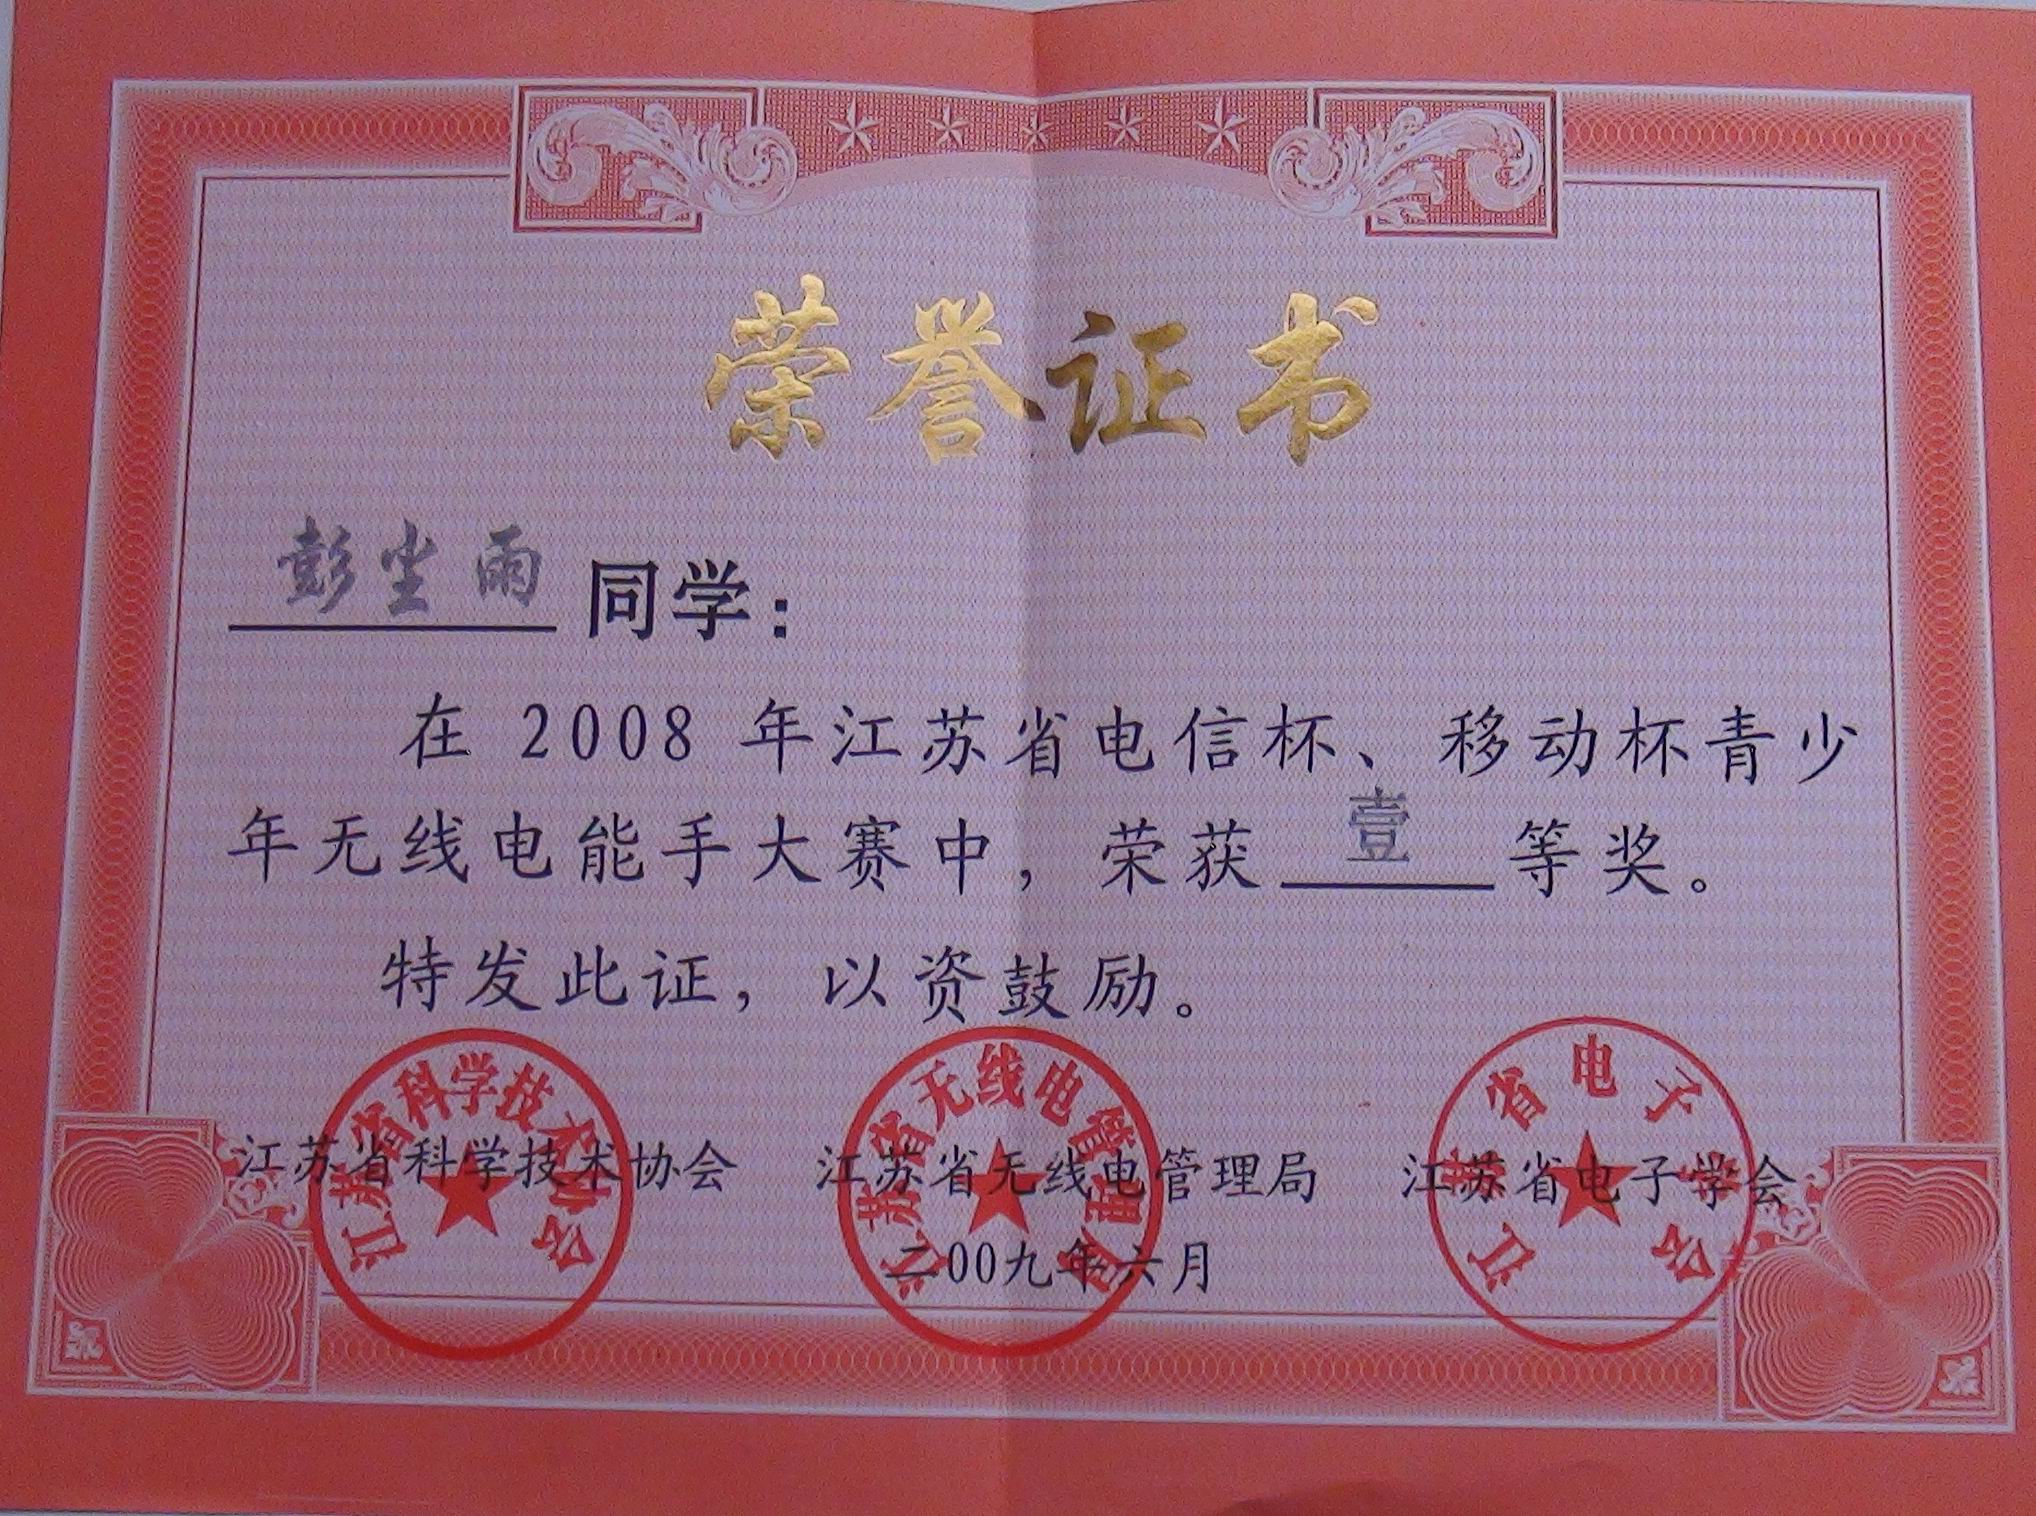 荣誉证书
彭尘雨 同学：
在 2008 年江苏省电信杯、移动杯青少
年无线电能手大赛中，荣获 壹 等奖。
特发此证，以资鼓励。
江苏省科学技术协会 江苏省无线电管理局 江苏省电子学会
二00九年六月
江苏省科学技术协会
江苏省无线电管理局
江苏省电子学会